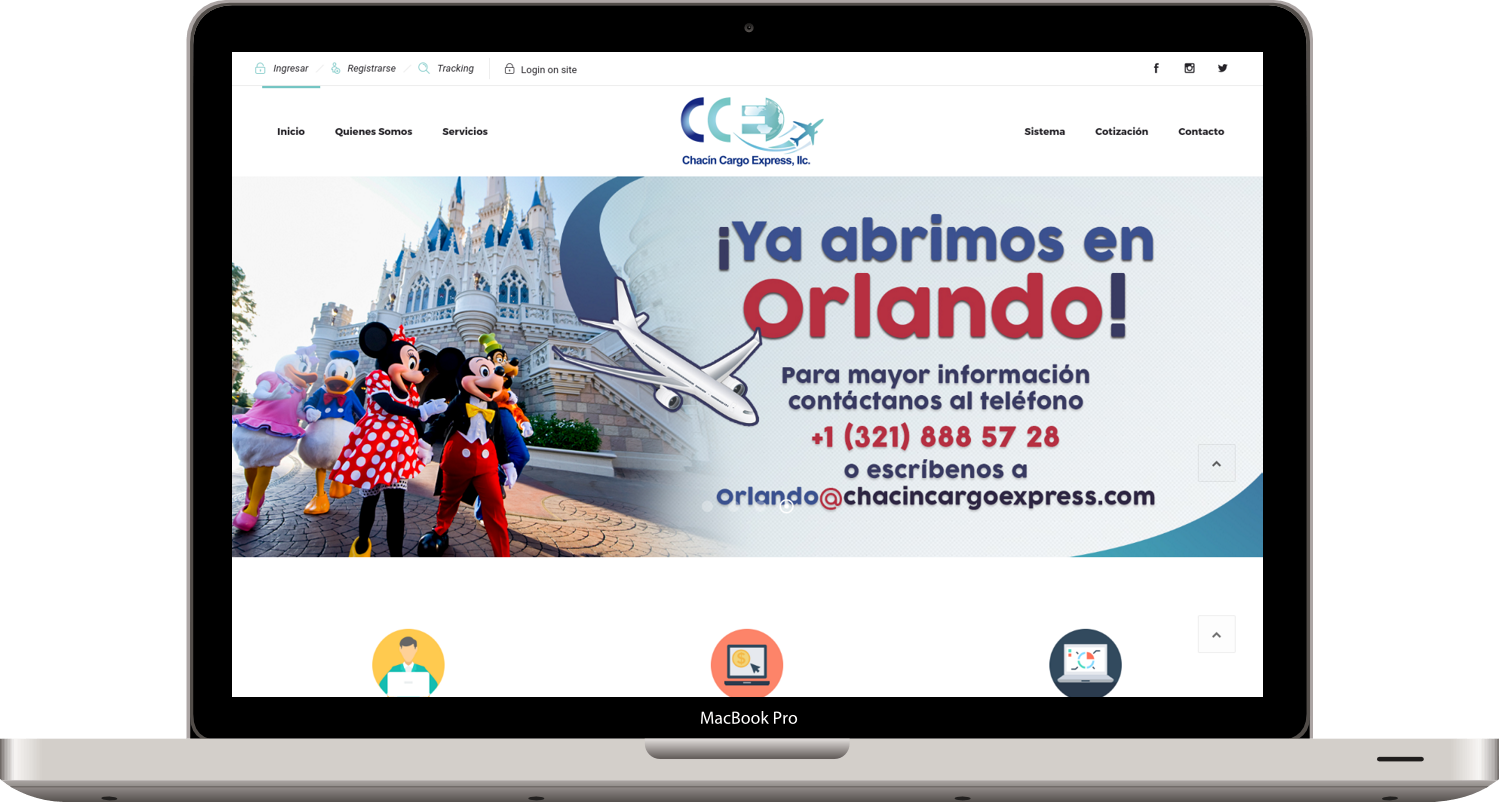 Ingresar / Registrarse / Tracking Login on site
Inicio Quienes Somos Servicios
CCE
Chacin Cargo Express, llc.
Sistema Cotización Contacto
¡Ya abrimos en
Orlando!
Para mayor información
contáctanos al teléfono
+1 (321) 888 57 28
o escríbenos a
orlando@chacincargoexpress.com
MacBook Pro